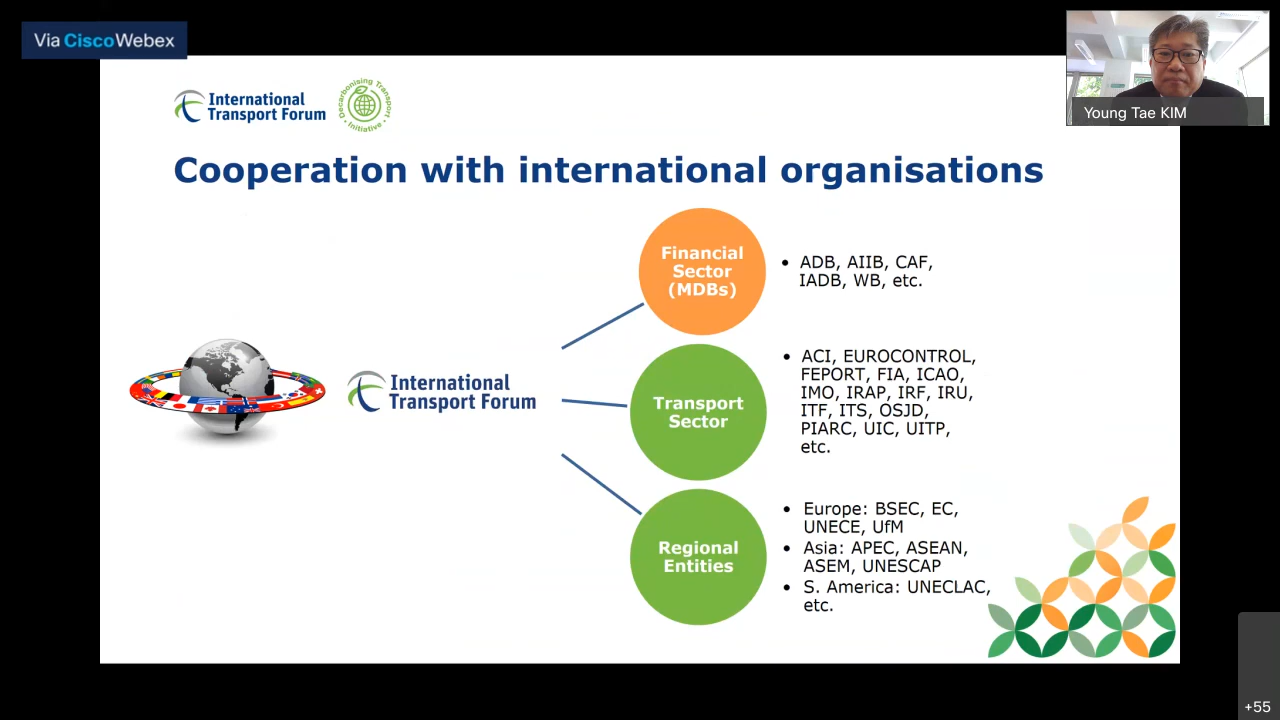 Via CiscoWebex
Young Tae KIM
International
Transport Forum
Decarbonising Transport
Initiative
Cooperation with international organisations
Financial
Sector
(MDBs)
• ADB, AIIB, CAF,
IADB, WB, etc.
International
Transport Forum
Transport
Sector
• ACI, EUROCONTROL,
FEPORT, FIA, ICAO,
IMO, IRAP, IRF, IRU,
ITF, ITS, OSJD,
PIARC, UIC, UITP,
etc.
Regional
Entities
• Europe: BSEC, EC,
UNECE, UfM
• Asia: APEC, ASEAN,
ASEM, UNESCAP
• S. America: UNECLAC,
etc.
+55